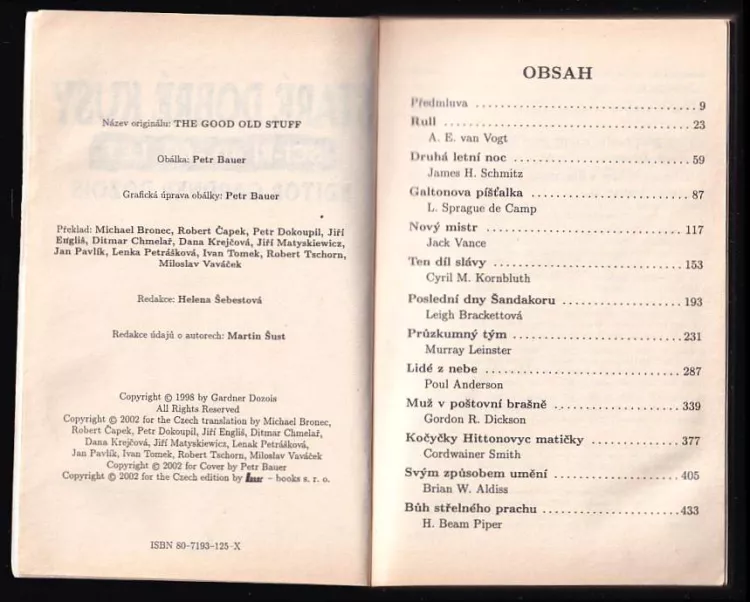 Název originálu: THE GOOD OLD STUFF
Obálka: Petr Bauer
Grafická úprava obálky: Petr Bauer
Překlad: Michael Bronec, Robert Čapek, Petr Dokoupil, Jiří
Engliš, Ditmar Chmelař, Dana Krejčová, Jiří Matyskiewicz,
Jan Pavlík, Lenka Petrášková, Ivan Tomek, Robert Tschorn,
Miloslav Vaváček
Redakce: Helena Šebestová
Redakce údajů o autorech: Martin Šust
Copyright © 1998 by Gardner Dozois
All Rights Reserved
Copyright © 2002 for the Czech translation by Michael Bronec,
Robert Čapek, Petr Dokoupil, Jiří Engliš, Ditmar Chmelař,
Dana Krejčová, Jiří Matyskiewicz, Lenak Petrášková,
Jan Pavlík, Ivan Tomek, Robert Tschorn, Miloslav Vaváček
Copyright © 2002 for Cover by Petr Bauer
Copyright © 2002 for the Czech edition by – books s. r. o.
ISBN 80-7193-125-X
OBSAH
Předmluva ........ 9
Rull ........ 23
A. E. van Vogt
Druhá letní noc ........ 59
James H. Schmitz
Galtonova píšťalka ........ 87
L. Sprague de Camp
Nový mistr ........ 117
Jack Vance
Ten díl slávy ........ 153
Cyril M. Kornbluth
Poslední dny Šandakoru ........ 193
Leigh Brackettová
Průzkumný tým ........ 231
Murray Leinster
Lidé z nebe ........ 287
Poul Anderson
Muž v poštovní brašně ........ 339
Gordon R. Dickson
Kočyčky Hittonovyc matičky ........ 377
Cordwainer Smith
Svým způsobem umění ........ 405
Brian W. Aldiss
Bůh střelného prachu ........ 433
H. Beam Piper